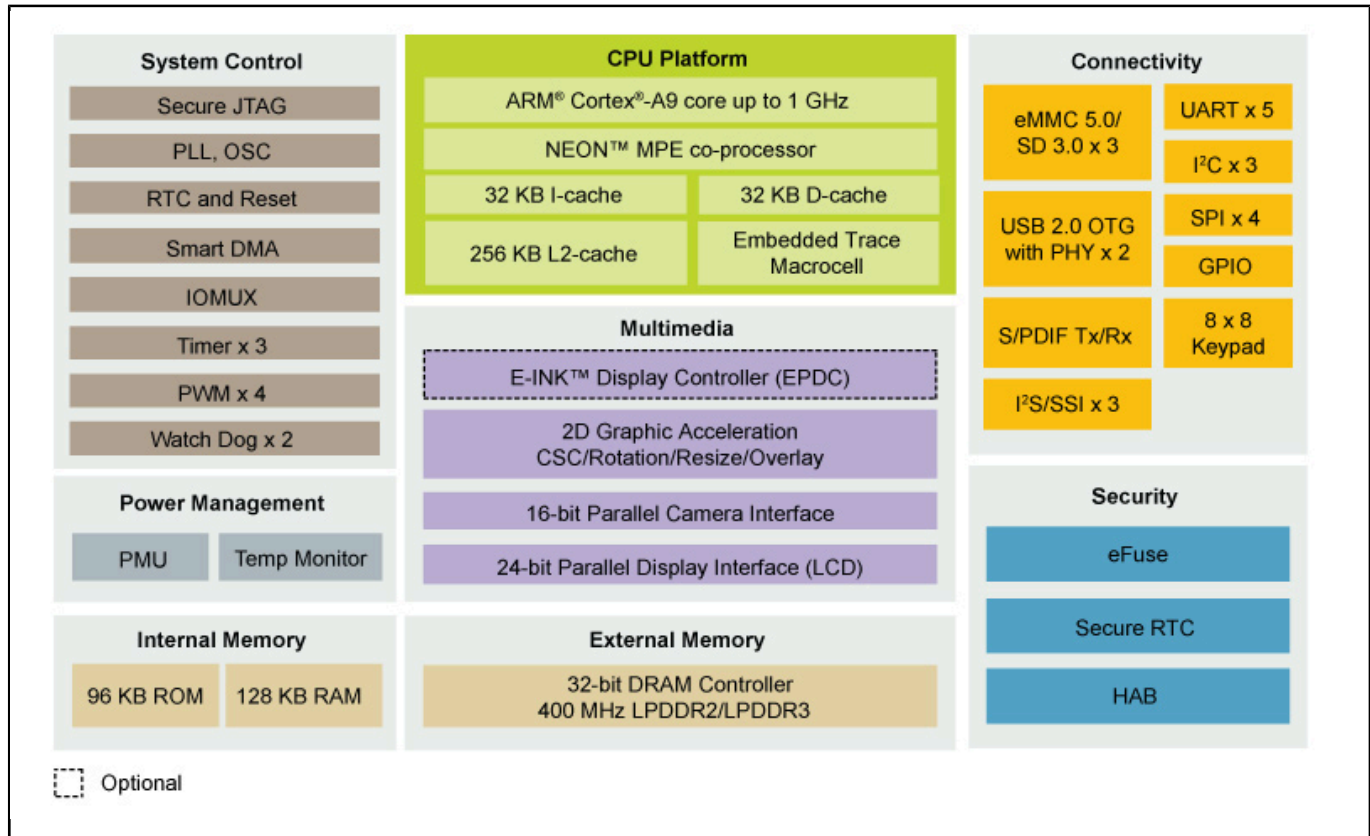 System Control
Secure JTAG
PLL, OSC
RTC and Reset
Smart DMA
IOMUX
Timer x 3
PWM x 4
Watch Dog x 2
Power Management
PMU
Temp Monitor
Internal Memory
96 KB ROM
128 KB RAM
CPU Platform
ARM® Cortex®-A9 core up to 1 GHz
NEON™ MPE co-processor
32 KB I-cache
32 KB D-cache
256 KB L2-cache
Embedded Trace
Macrocell
Multimedia
E-INK™ Display Controller (EPDC)
2D Graphic Acceleration
CSC/Rotation/Resize/Overlay
16-bit Parallel Camera Interface
24-bit Parallel Display Interface (LCD)
External Memory
32-bit DRAM Controller
400 MHz LPDDR2/LPDDR3
Connectivity
eMMC 5.0/
SD 3.0 x 3
USB 2.0 OTG
with PHY x 2
S/PDIF Tx/Rx
I²S/SSI x 3
UART x 5
I²C x 3
SPI x 4
GPIO
8 x 8
Keypad
Security
eFuse
Secure RTC
HAB
Optional